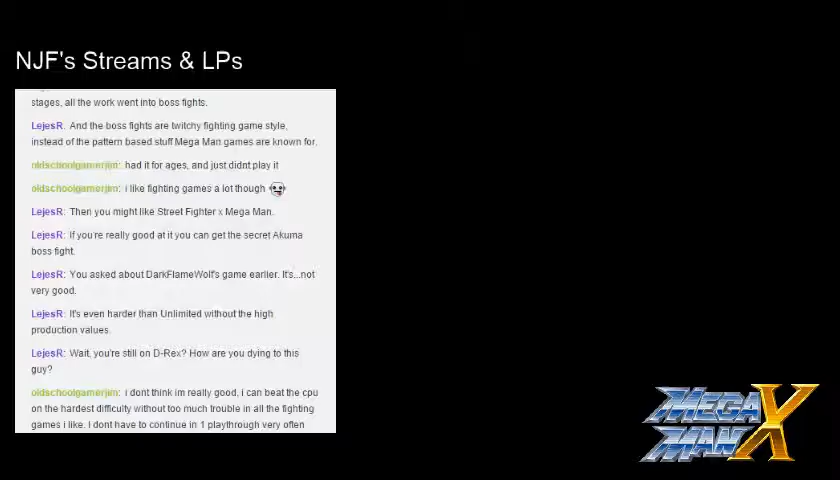 NJF's Streams & LPs
stages, all the work went into boss fights.
LejesR: And the boss fights are twitchy fighting game style,
instead of the pattern based stuff Mega Man games are known for.
oldschoolgamerjim: had it for ages, and just didnt play it
oldschoolgamerjim: i like fighting games a lot though
LejesR: Then you might like Street Fighter x Mega Man.
LejesR: If you're really good at it you can get the secret Akuma
boss fight.
LejesR: You asked about DarkFlameWolf's game earlier. It's...not
very good.
LejesR: It's even harder than Unlimited without the high
production values.
LejesR: Wait, you're still on D-Rex? How are you dying to this
guy?
oldschoolgamerjim: i dont think im really good, i can beat the cpu
on the hardest difficulty without too much trouble in all the fighting
games i like. I dont have to continue in 1 playthrough very often
MEGA
MAN X